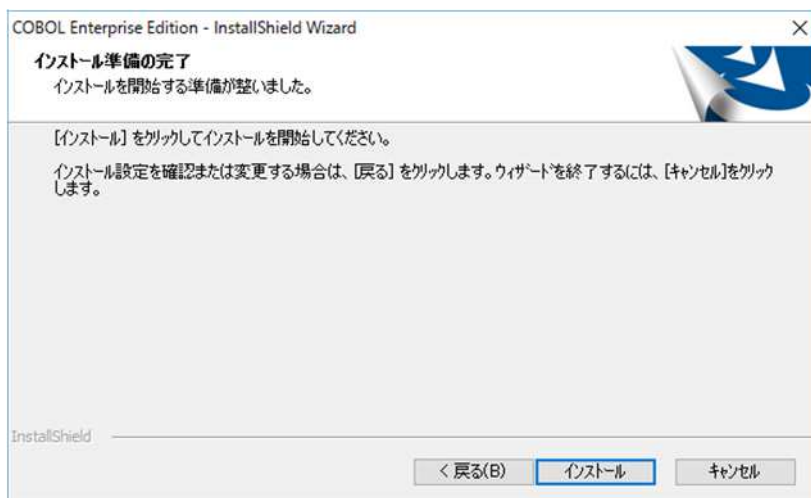 COBOL Enterprise Edition - InstallShield Wizard
インストール準備の完了
インストールを開始する準備が整いました。
[インストール] をクリックしてインストールを開始してください。
インストール設定を確認または変更する場合は、[戻る] をクリックします。ウィザードを終了するには、[キャンセル]をクリック
します。
InstallShield
< 戻る(B)
インストール
キャンセル